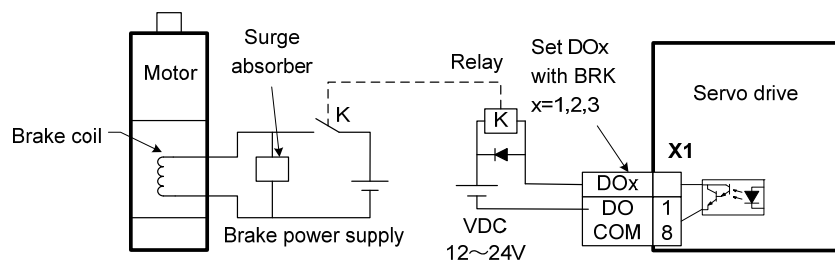 Motor
Surge
absorber
Brake coil
K
Brake power supply
Relay
K
VDC
12～24V
Set DOx
with BRK
x=1,2,3
Servo drive
X1
DOx
DO 1
COM 8